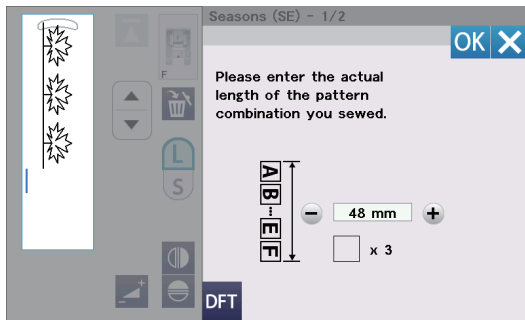 Seasons (SE) - 1/2
OK
Please enter the actual
length of the pattern
combination you sewed.
F
L
S
A
B
E
F
- 48 mm +
x 3
DFT